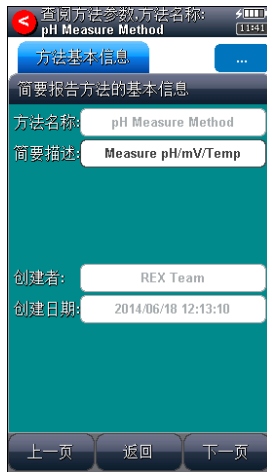 查阅方法参数,方法名称:
pH Measure Method
11:41
方法基本信息
...
简要报告方法的基本信息
方法名称:
pH Measure Method
简要描述:
Measure pH/mV/Temp
创建者:
REX Team
创建日期:
2014/06/18 12:13:10
上一页
返回
下一页